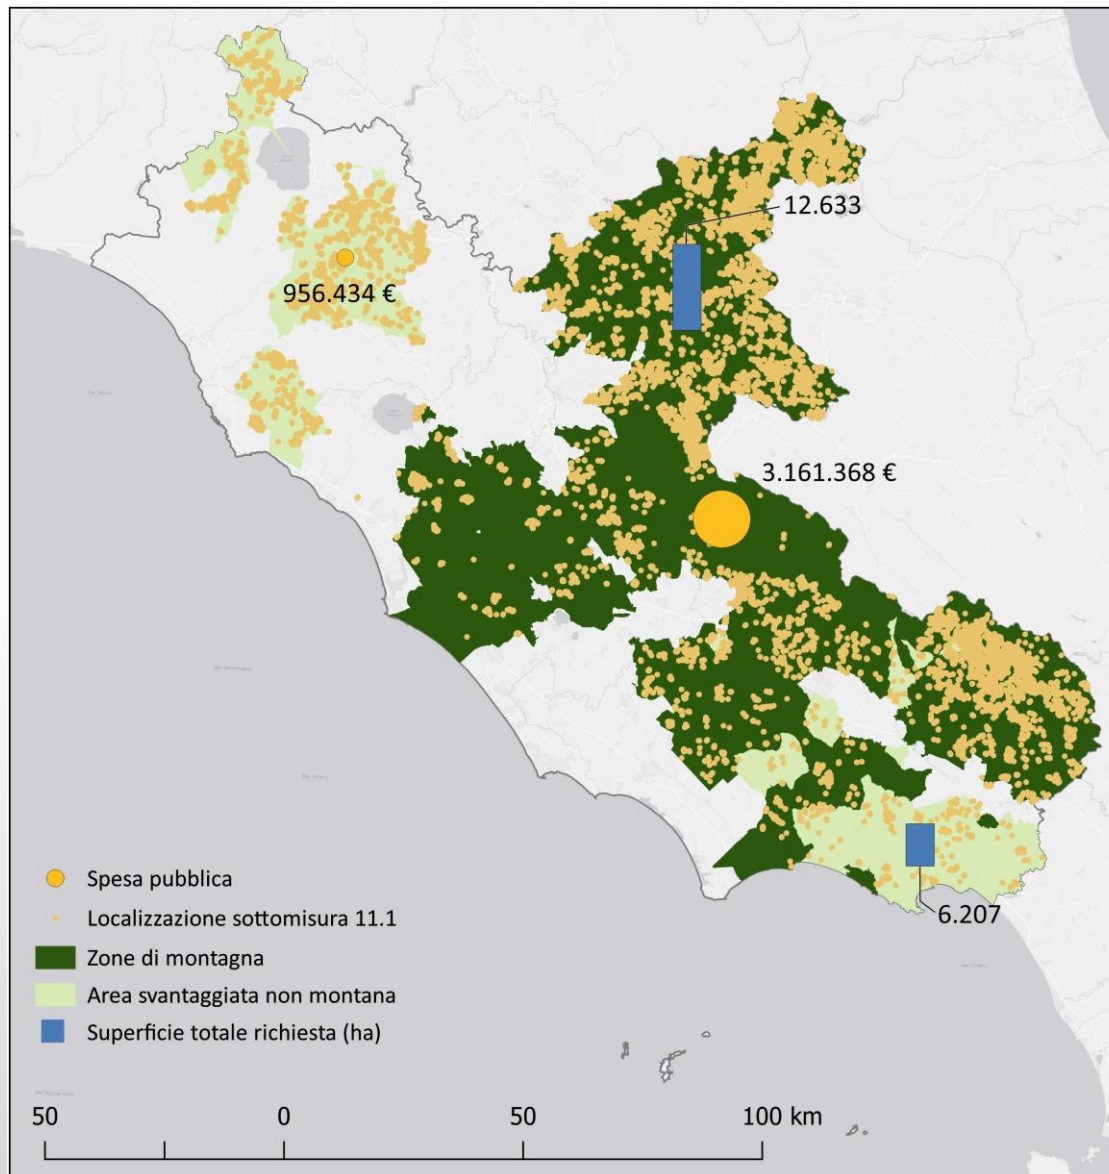 12.633
956.434 €
3.161.368 €
6.207
Spesa pubblica
Localizzazione sottomisura 11.1
Zone di montagna
Area svantaggiata non montana
Superficie totale richiesta (ha)
50 0 50 100 km